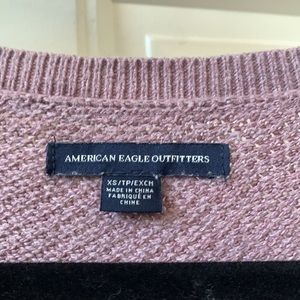 AMERICAN EAGLE OUTFITTERS
XS/TP/EXCH
MADE IN CHINA
FABRIQUÉ EN
CHINE